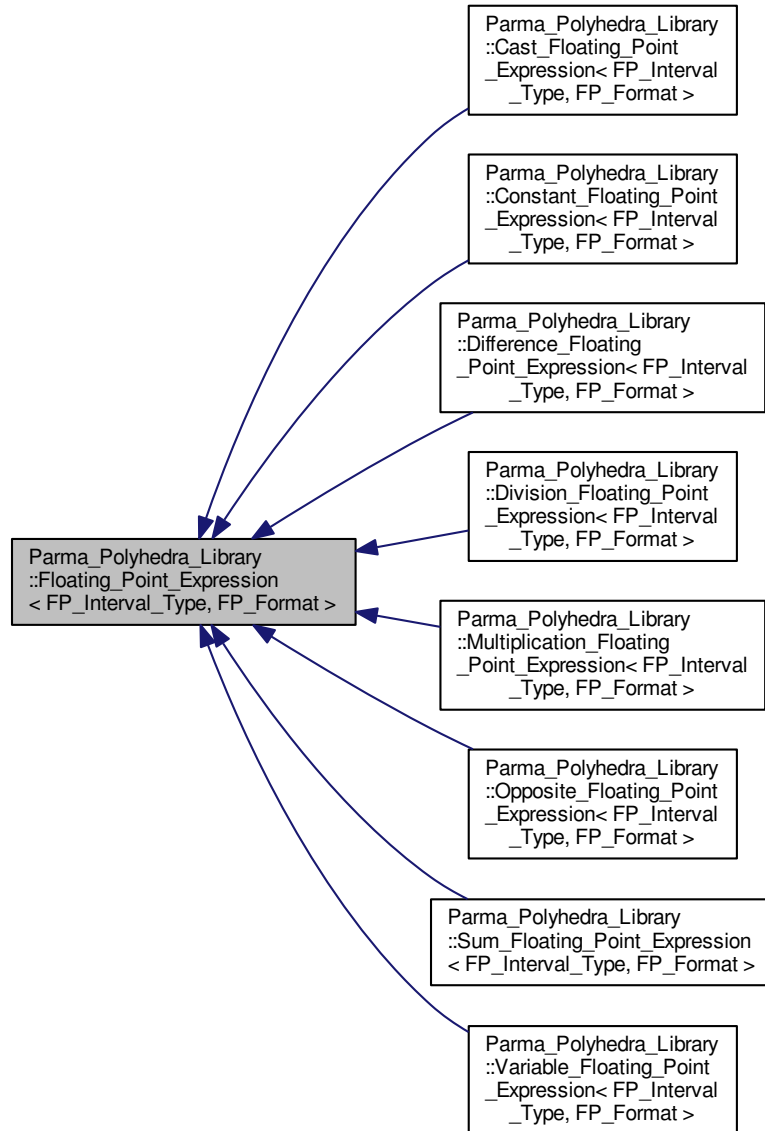 Parma_Polyhedra_Library
::Cast_Floating_Point
_Expression< FP_Interval
_Type, FP_Format >
Parma_Polyhedra_Library
::Constant_Floating_Point
_Expression< FP_Interval
_Type, FP_Format >
Parma_Polyhedra_Library
::Difference_Floating
_Point_Expression< FP_Interval
_Type, FP_Format >
Parma_Polyhedra_Library
::Division_Floating_Point
_Expression< FP_Interval
_Type, FP_Format >
Parma_Polyhedra_Library
::Floating_Point_Expression
< FP_Interval_Type, FP_Format >
Parma_Polyhedra_Library
::Multiplication_Floating
_Point_Expression< FP_Interval
_Type, FP_Format >
Parma_Polyhedra_Library
::Opposite_Floating_Point
_Expression< FP_Interval
_Type, FP_Format >
Parma_Polyhedra_Library
::Sum_Floating_Point_Expression
< FP_Interval_Type, FP_Format >
Parma_Polyhedra_Library
::Variable_Floating_Point
_Expression< FP_Interval
_Type, FP_Format >